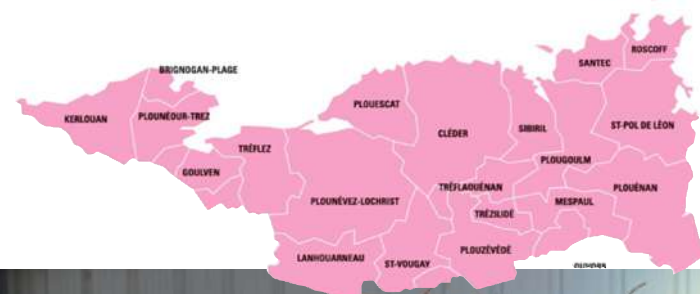 ROSCOFF
SANTEC
BRIGNOGAN-PLAGE
PLOUESCAT
KERLOUAN
PLOUNÉOUR-TREZ
SIBIRIL
ST-POL DE LÉON
CLÉDER
TRÉFLEZ
PLOUGOULM
GOULVEN
TRÉFLAOUÉNAN
PLOUÉNAN
PLOUNÉVEZ-LOCHRIST
MESPAUL
TRÉZILIDÉ
PLOUZÉVÉDÉ
LANHOUARNEAU
ST-VOUGAY